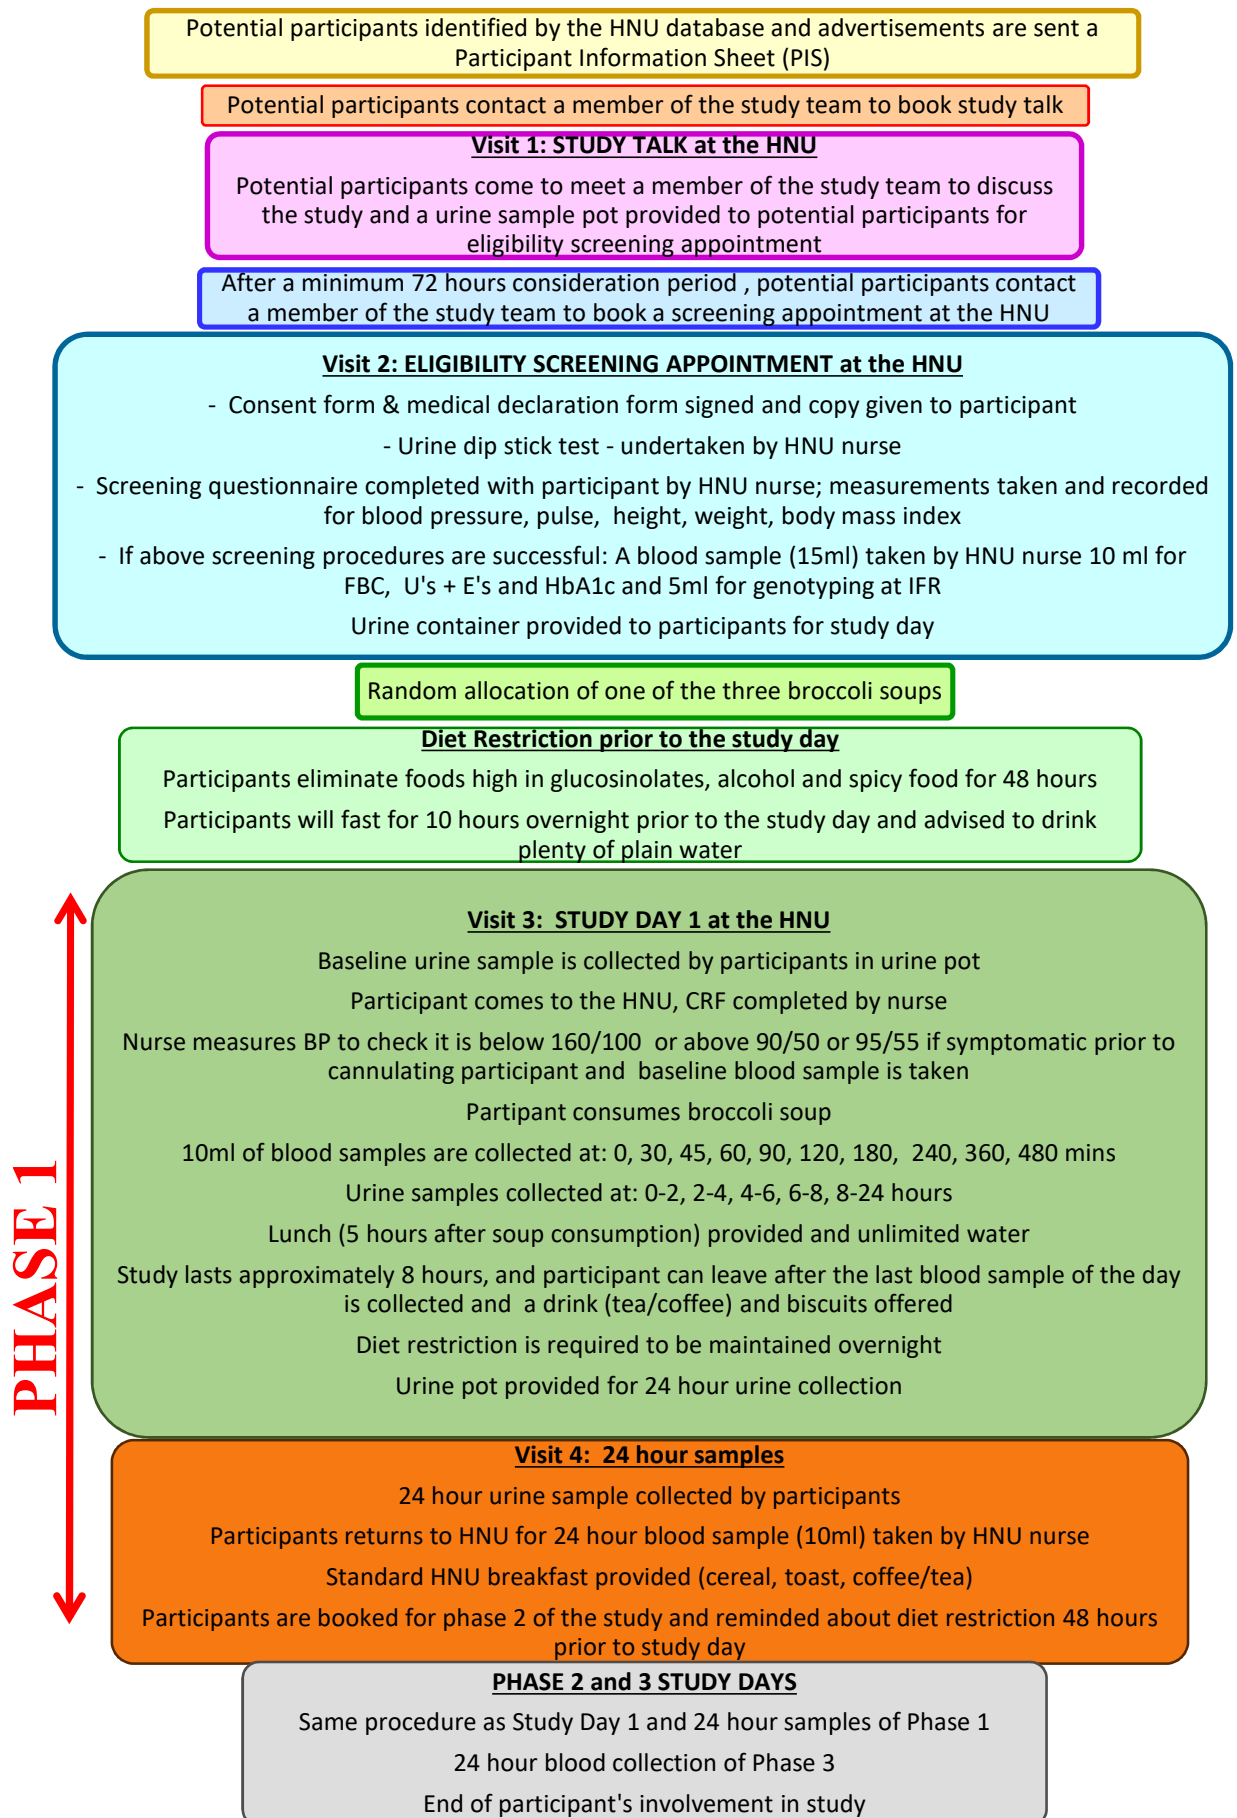 Potential participants identified by the HNU database and advertisements are sent a
Participant Information Sheet (PIS)
Potential participants contact a member of the study team to book study talk
Visit 1: STUDY TALK at the HNU
Potential participants come to meet a member of the study team to discuss
the study and a urine sample pot provided to potential participants for
eligibility screening appointment
After a minimum 72 hours consideration period , potential participants contact
a member of the study team to book a screening appointment at the HNU
Visit 2: ELIGIBILITY SCREENING APPOINTMENT at the HNU
- Consent form & medical declaration form signed and copy given to participant
- Urine dip stick test - undertaken by HNU nurse
- Screening questionnaire completed with participant by HNU nurse; measurements taken and recorded
for blood pressure, pulse, height, weight, body mass index
- If above screening procedures are successful: A blood sample (15ml) taken by HNU nurse 10 ml for
FBC, U's + E's and HbA1c and 5ml for genotyping at IFR
Urine container provided to participants for study day
Random allocation of one of the three broccoli soups
Diet Restriction prior to the study day
Participants eliminate foods high in glucosinolates, alcohol and spicy food for 48 hours
Participants will fast for 10 hours overnight prior to the study day and advised to drink
plenty of plain water
PHASE 1
Visit 3: STUDY DAY 1 at the HNU
Baseline urine sample is collected by participants in urine pot
Participant comes to the HNU, CRF completed by nurse
Nurse measures BP to check it is below 160/100 or above 90/50 or 95/55 if symptomatic prior to
cannulating participant and baseline blood sample is taken
Partipant consumes broccoli soup
10ml of blood samples are collected at: 0, 30, 45, 60, 90, 120, 180, 240, 360, 480 mins
Urine samples collected at: 0-2, 2-4, 4-6, 6-8, 8-24 hours
Lunch (5 hours after soup consumption) provided and unlimited water
Study lasts approximately 8 hours, and participant can leave after the last blood sample of the day
is collected and a drink (tea/coffee) and biscuits offered
Diet restriction is required to be maintained overnight
Urine pot provided for 24 hour urine collection
Visit 4: 24 hour samples
24 hour urine sample collected by participants
Participants returns to HNU for 24 hour blood sample (10ml) taken by HNU nurse
Standard HNU breakfast provided (cereal, toast, coffee/tea)
Participants are booked for phase 2 of the study and reminded about diet restriction 48 hours
prior to study day
PHASE 2 and 3 STUDY DAYS
Same procedure as Study Day 1 and 24 hour samples of Phase 1
24 hour blood collection of Phase 3
End of participant's involvement in study